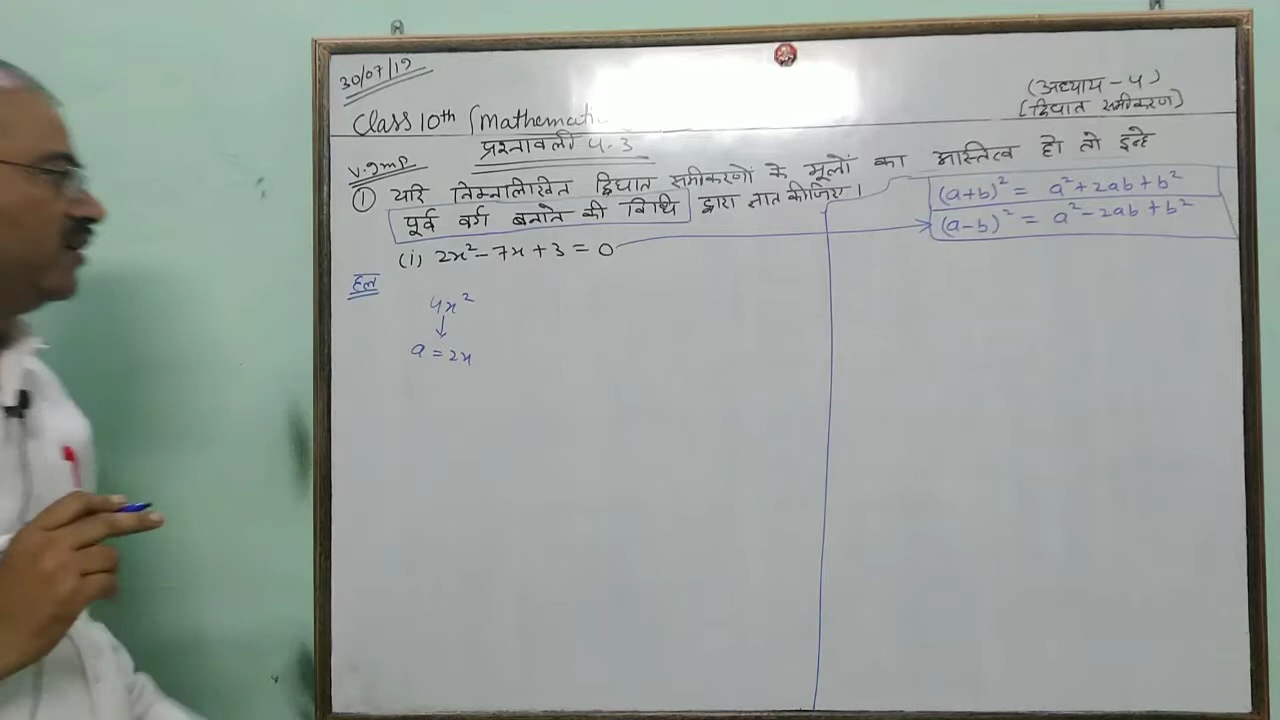 30/07/19
(अध्याय - 4)
(द्विघात समीकरण)
Class 10th (Mathemati
प्रश्नावली 4.3
V. Imp
① यदि निम्नलिखित द्विघात समीकरणों के मूलों का अस्तित्व हो तो इन्हे
पूर्व वर्ग बनाने की विधि द्वारा ज्ञात कीजिए।
(a+b)² = a²+2ab+b²
(a-b)² = a²-2ab+b²
(i) 2x²-7x+3 = 0
हल
4x²
↓
a = 2x